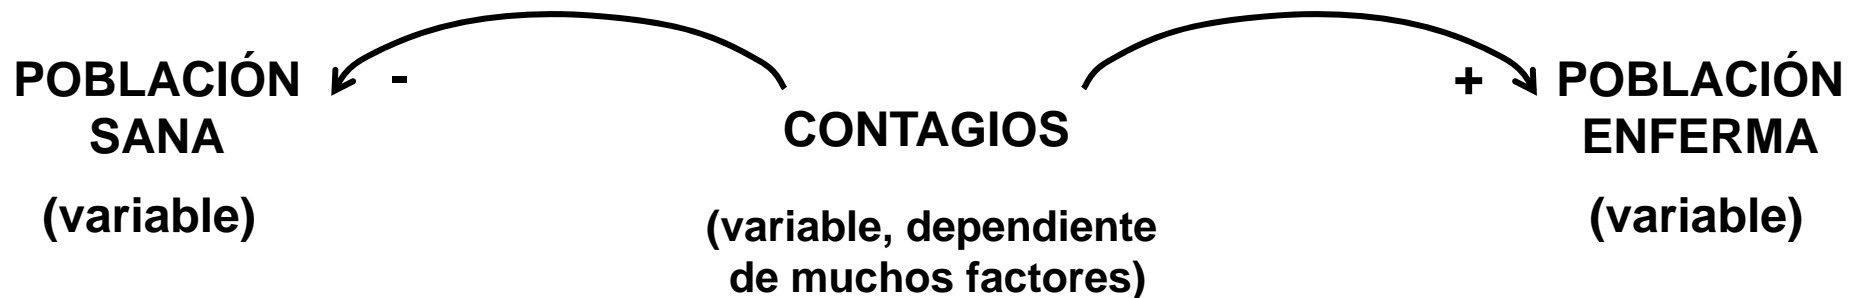 POBLACIÓN
SANA
(variable)
-
CONTAGIOS
(variable, dependiente
de muchos factores)
+
POBLACIÓN
ENFERMA
(variable)